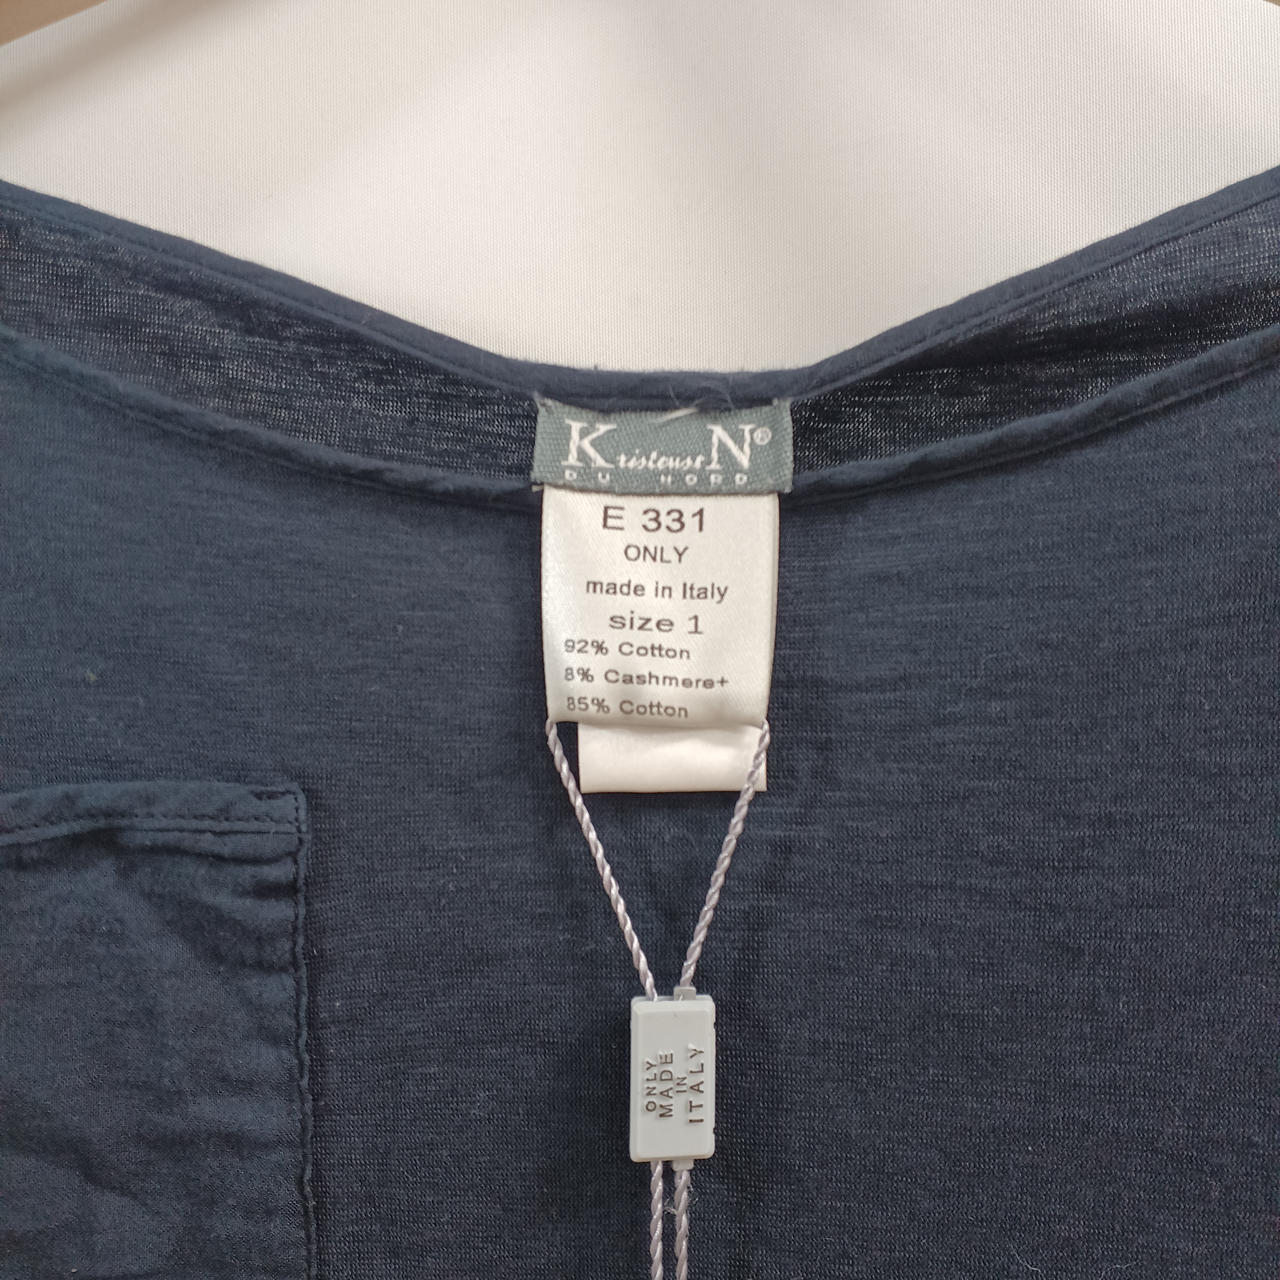 KristenseN®
DU NORD
E 331
ONLY
made in Italy
size 1
92% Cotton
8% Cashmere+
85% Cotton
ONLY
MADE
IN
ITALY